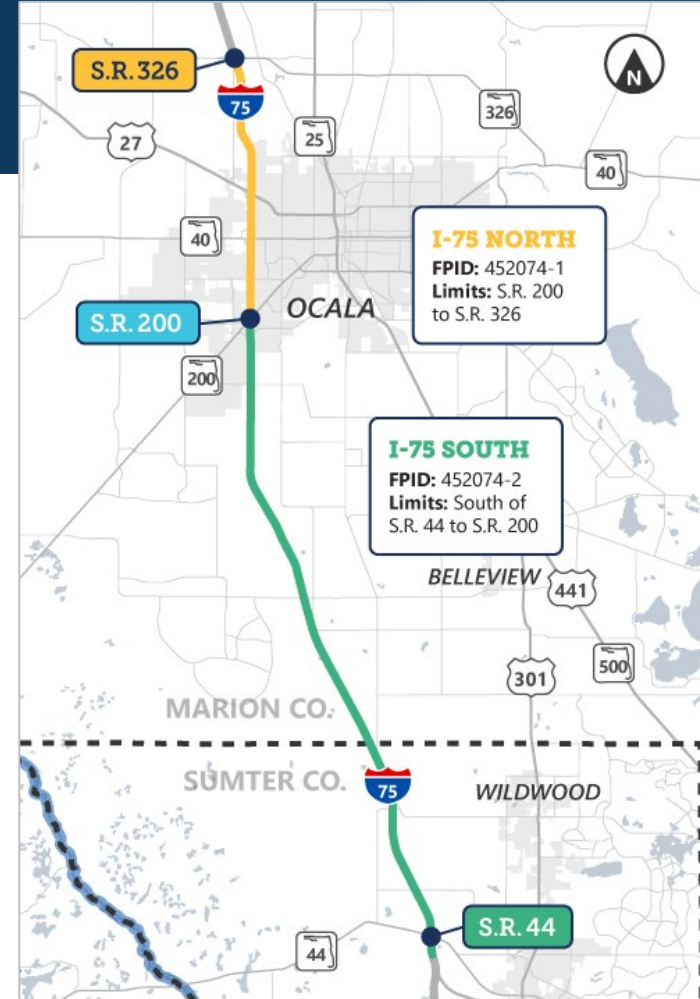 S.R. 326
75
N
326
27
25
40
40
I-75 NORTH
FPID: 452074-1
Limits: S.R. 200
to S.R. 326
S.R. 200
OCALA
200
I-75 SOUTH
FPID: 452074-2
Limits: South of
S.R. 44 to S.R. 200
BELLEVIEW
441
500
301
MARION CO.
SUMTER CO.
75
WILDWOOD
S.R. 44
44